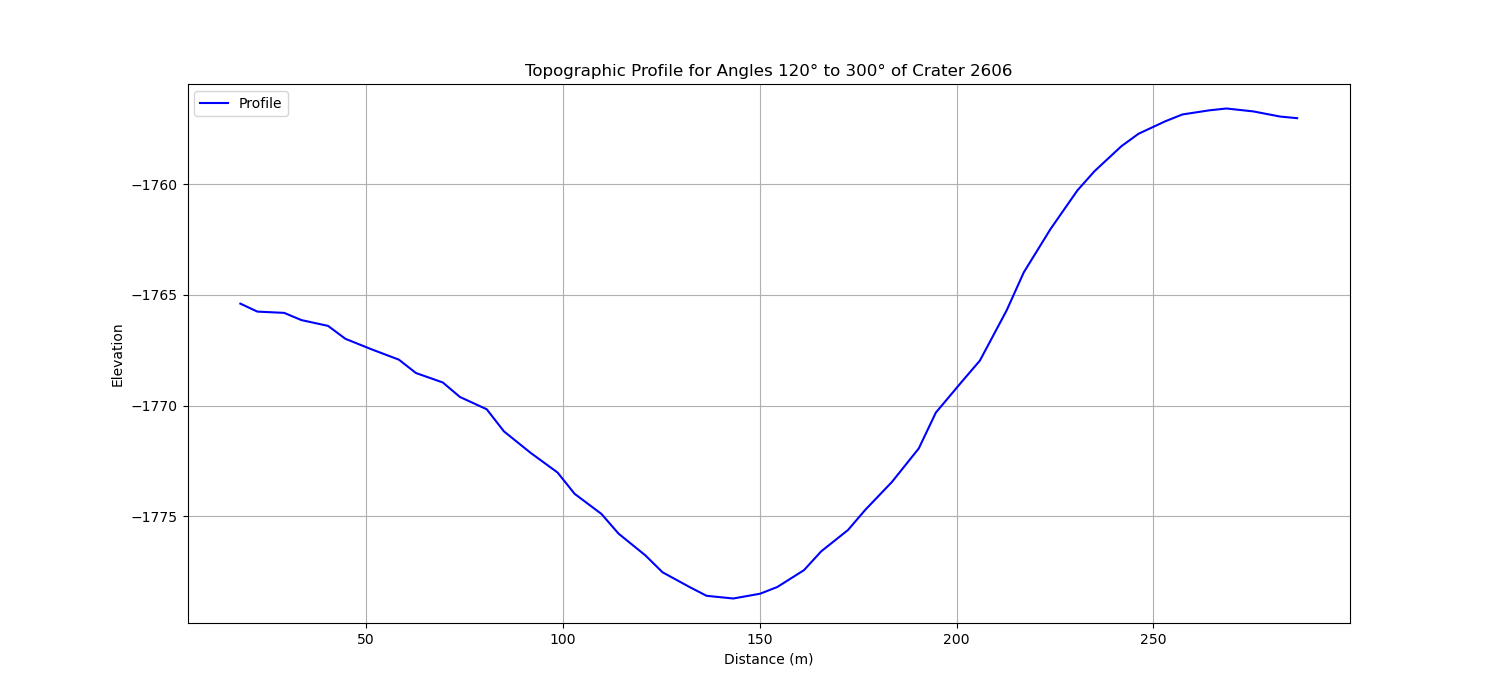 Topographic Profile for Angles 120° to 300° of Crater 2606
Profile
−1760
−1765
−1770
−1775
Elevation
50 100 150 200 250
Distance (m)